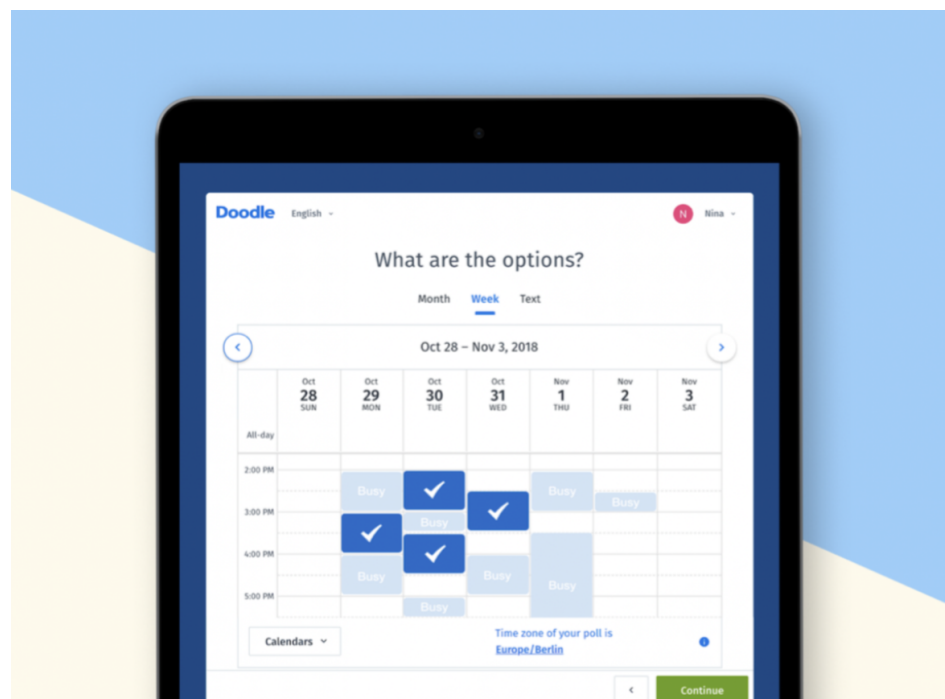 Doodle English N Nina
What are the options?
Month Week Text
Oct 28 – Nov 3, 2018
Oct Oct Oct Oct Nov Nov Nov
28 29 30 31 1 2 3
SUN MON TUE WED THU FRI SAT
All-day
2:00 PM
Busy Busy
Busy
3:00 PM
Busy
4:00 PM
Busy Busy
Busy
5:00 PM
Busy
Calendars
Time zone of your poll is
Europe/Berlin
Continue